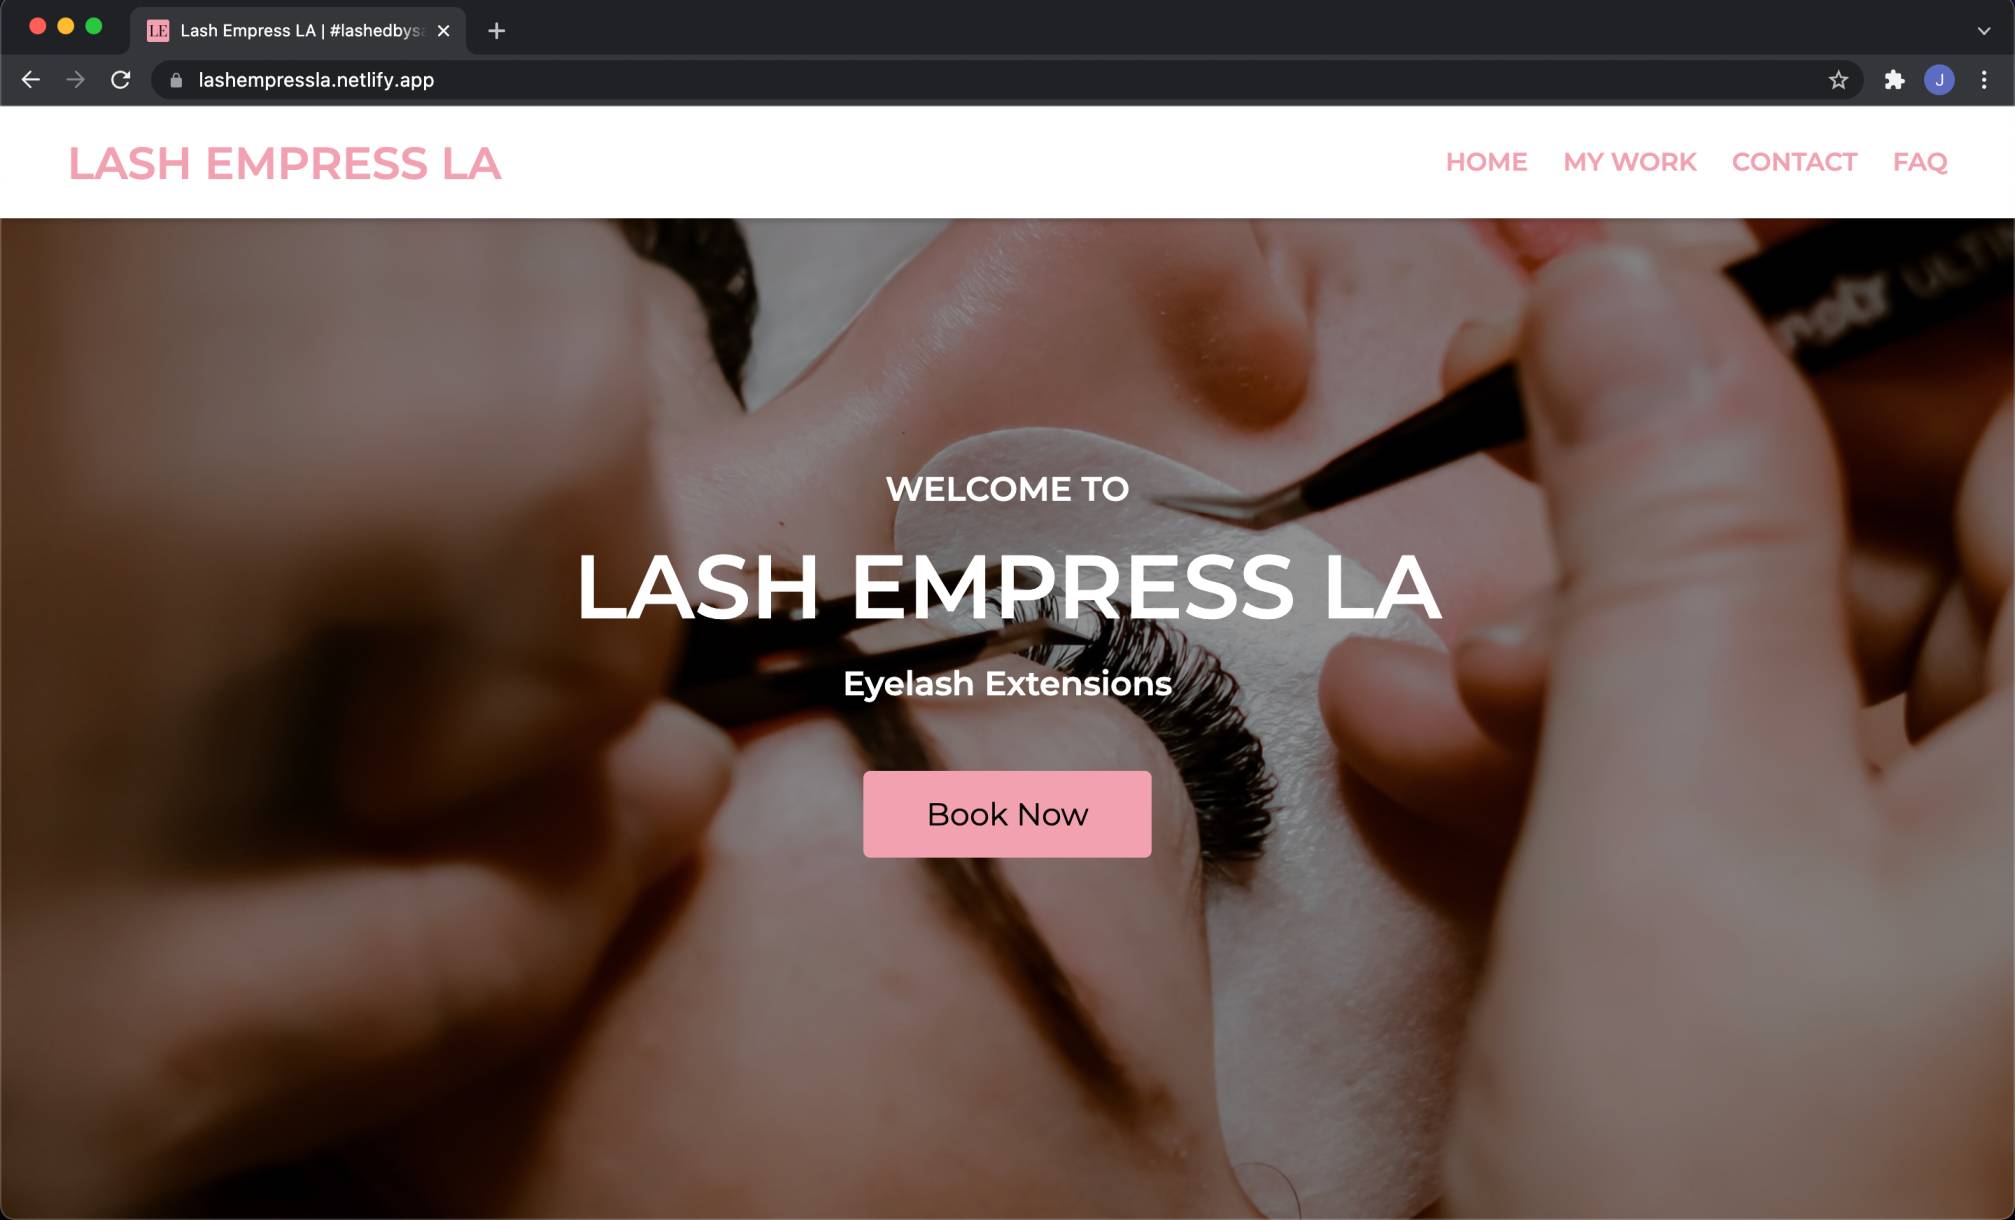 LE Lash Empress LA | #lashedbys
lashempressla.netlify.app
J
LASH EMPRESS LA
HOME MY WORK CONTACT FAQ
WELCOME TO
LASH EMPRESS LA
Eyelash Extensions
Book Now